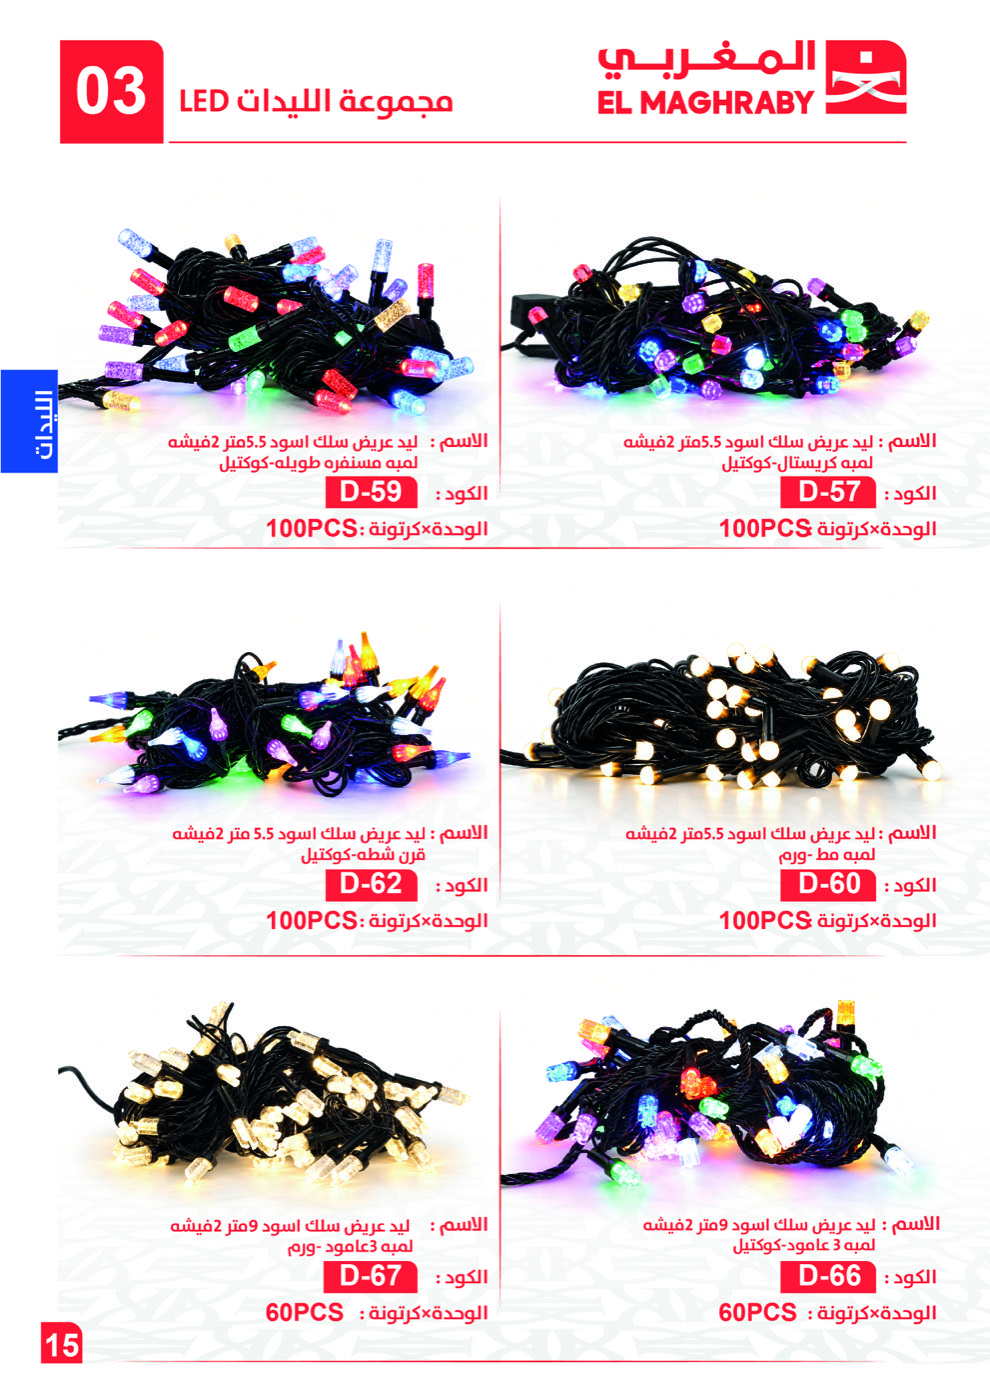 المغربي
EL MAGHRABY
03
مجموعة الليدات LED
الليدات
الاسم : ليد عريض سلك اسود 5.5متر 2فيشه
لمبه كريستال-كوكتيل
الكود : D-57
الوحدة×كرتونة : 100PCS
الاسم : ليد عريض سلك اسود 5.5متر 2فيشه
لمبه مسنفره طويله-كوكتيل
الكود : D-59
الوحدة×كرتونة : 100PCS
الاسم : ليد عريض سلك اسود 5.5متر 2فيشه
لمبه مط -ورم
الكود : D-60
الوحدة×كرتونة : 100PCS
الاسم : ليد عريض سلك اسود 5.5 متر 2فيشه
قرن شطه-كوكتيل
الكود : D-62
الوحدة×كرتونة : 100PCS
الاسم : ليد عريض سلك اسود 9متر 2فيشه
لمبه 3 عامود-كوكتيل
الكود : D-66
الوحدة×كرتونة : 60PCS
الاسم : ليد عريض سلك اسود 9متر 2فيشه
لمبه 3عامود -ورم
الكود : D-67
الوحدة×كرتونة : 60PCS
15